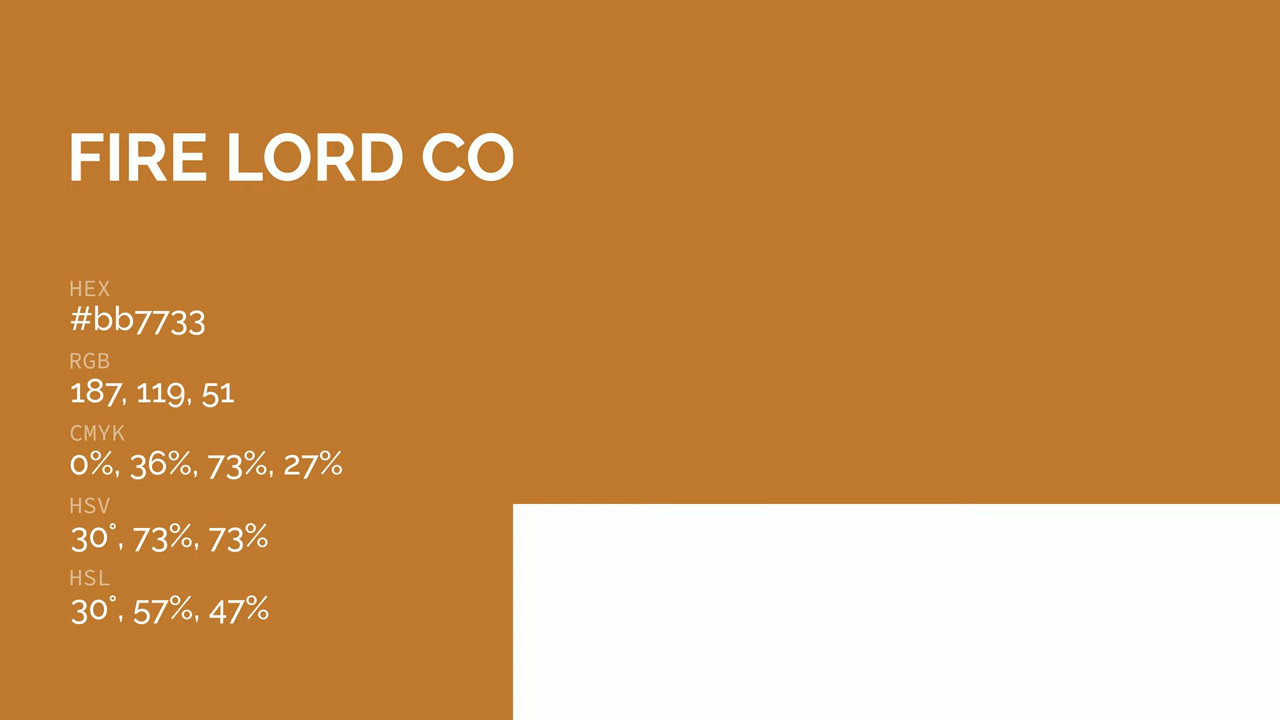 FIRE LORD CO
HEX
#bb7733
RGB
187, 119, 51
CMYK
0%, 36%, 73%, 27%
HSV
30°, 73%, 73%
HSL
30°, 57%, 47%